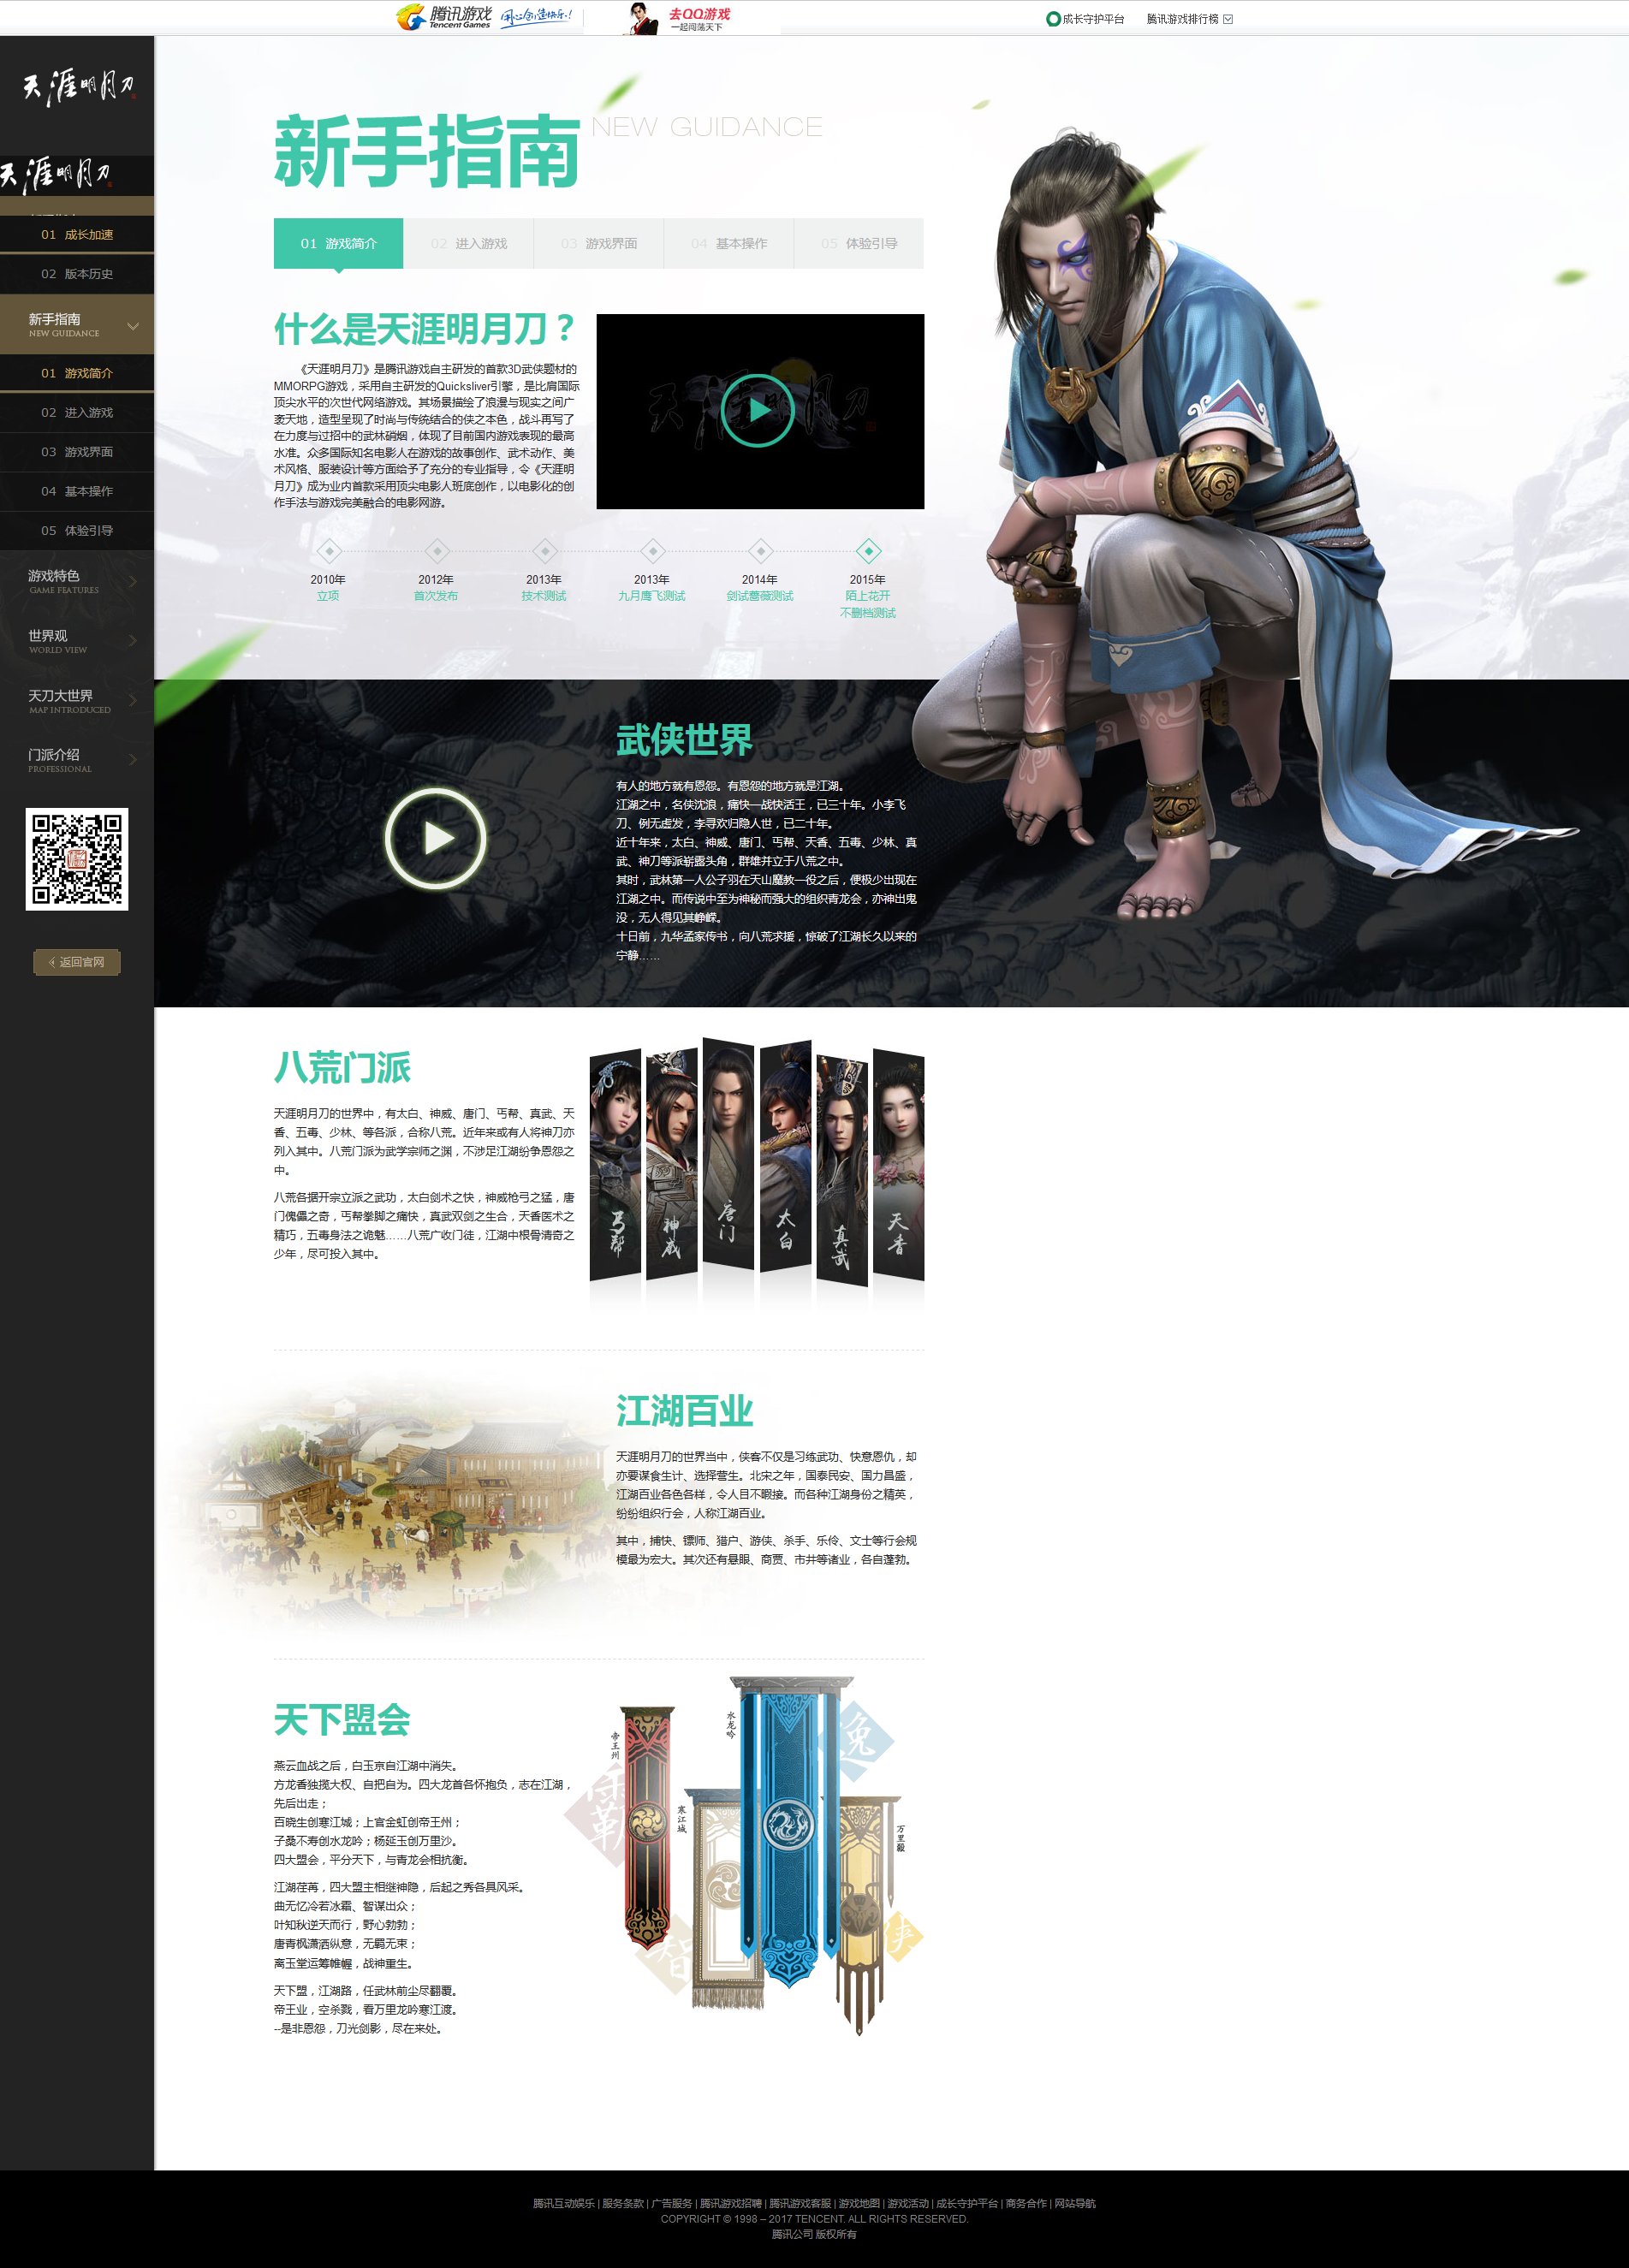 腾讯游戏
Tencent Games
用心创造快乐!
去QQ游戏
一起闯荡天下
成长守护平台
腾讯游戏排行榜
天涯明月刀
天涯明月刀
01 成长加速
02 版本历史
新手指南
NEW GUIDANCE
01 游戏简介
02 进入游戏
03 游戏界面
04 基本操作
05 体验引导
游戏特色
GAME FEATURES
世界观
WORLD VIEW
天刀大世界
MAP INTRODUCED
门派介绍
PROFESSIONAL
返回官网
新手指南
NEW GUIDANCE
01 游戏简介
02 进入游戏
03 游戏界面
04 基本操作
05 体验引导
什么是天涯明月刀？
《天涯明月刀》是腾讯游戏自主研发的首款3D武侠题材的
MMORPG游戏，采用自主研发的Quicksliver引擎，是比肩国际
顶尖水平的次世代网络游戏。其场景描绘了浪漫与现实之间广
袤天地，造型呈现了时尚与传统结合的侠之本色，战斗再写了
在力度与过招中的武林硝烟，体现了目前国内游戏表现的最高
水准。众多国际知名电影人在游戏的故事创作、武术动作、美
术风格、服装设计等方面给予了充分的专业指导，令《天涯明
月刀》成为业内首款采用顶尖电影人班底创作，以电影化的创
作手法与游戏完美融合的电影网游。
2010年
立项
2012年
首次发布
2013年
技术测试
2013年
九月鹰飞测试
2014年
剑试蔷薇测试
2015年
陌上花开
不删档测试
武侠世界
有人的地方就有恩怨。有恩怨的地方就是江湖。
江湖之中，名侠沈浪，痛快一战快活王，已三十年。小李飞
刀、例无虚发，李寻欢归隐人世，已二十年。
近十年来，太白、神威、唐门、丐帮、天香、五毒、少林、真
武、神刀等派崭露头角，群雄并立于八荒之中。
其时，武林第一人公子羽在天山魔教一役之后，便极少出现在
江湖之中。而传说中至为神秘而强大的组织青龙会，亦神出鬼
没，无人得见其峥嵘。
十日前，九华孟家传书，向八荒求援，惊破了江湖长久以来的
宁静……
八荒门派
天涯明月刀的世界中，有太白、神威、唐门、丐帮、真武、天
香、五毒、少林、等各派，合称八荒。近年来或有人将神刀亦
列入其中。八荒门派为武学宗师之渊，不涉足江湖纷争恩怨之
中。
八荒各据开宗立派之武功，太白剑术之快，神威枪弓之猛，唐
门傀儡之奇，丐帮拳脚之痛快，真武双剑之生合，天香医术之
精巧，五毒身法之诡魅……八荒广收门徒，江湖中根骨清奇之
少年，尽可投入其中。
丐帮
神威
唐门
太白
真武
天香
江湖百业
天涯明月刀的世界当中，侠客不仅是习练武功、快意恩仇，却
亦要谋食生计、选择营生。北宋之年，国泰民安、国力昌盛，
江湖百业各色各样，令人目不暇接。而各种江湖身份之精英，
纷纷组织行会，人称江湖百业。
其中，捕快、镖师、猎户、游侠、杀手、乐伶、文士等行会规
模最为宏大。其次还有悬眼、商贾、市井等诸业，各自蓬勃。
天下盟会
燕云血战之后，白玉京自江湖中消失。
方龙香独揽大权、自把自为。四大龙首各怀抱负，志在江湖，
先后出走；
百晓生创寒江城；上官金虹创帝王州；
子桑不寿创水龙吟；杨延玉创万里沙。
四大盟会，平分天下，与青龙会相抗衡。
江湖荏苒，四大盟主相继神隐，后起之秀各具风采。
曲无忆冷若冰霜、智谋出众；
叶知秋逆天而行，野心勃勃；
唐青枫潇洒纵意，无羁无束；
离玉堂运筹帷幄，战神重生。
天下盟，江湖路，任武林前尘尽翻覆。
帝王业，空杀戮，看万里龙吟寒江渡。
--是非恩怨，刀光剑影，尽在来处。
帝王州
水龙吟
寒江城
万里殺
霸
逸
智
侠
腾讯互动娱乐 | 服务条款 | 广告服务 | 腾讯游戏招聘 | 腾讯游戏客服 | 游戏地图 | 游戏活动 | 成长守护平台 | 商务合作 | 网站导航
COPYRIGHT © 1998 – 2017 TENCENT. ALL RIGHTS RESERVED.
腾讯公司 版权所有